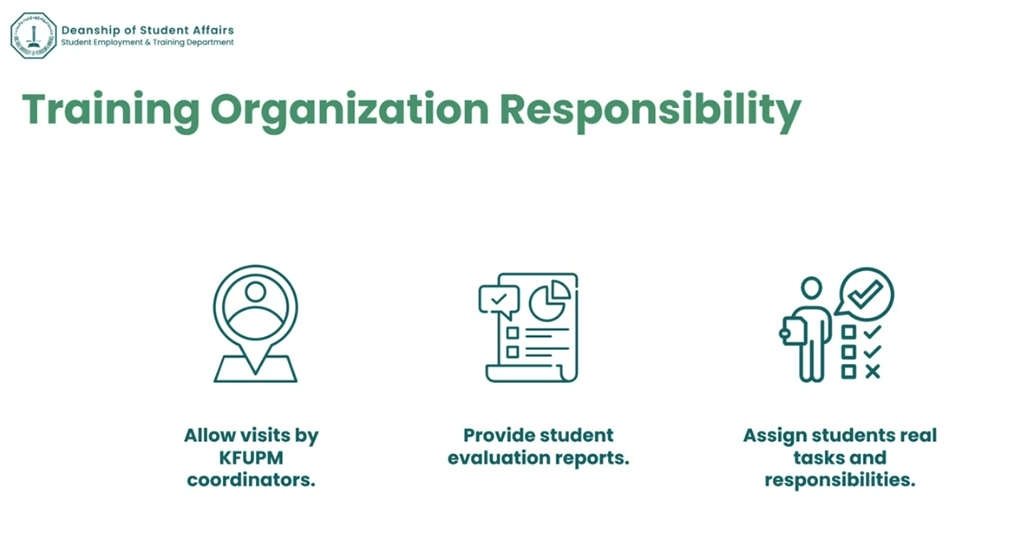 Deanship of Student Affairs
Student Employment & Training Department
Training Organization Responsibility
Allow visits by
KFUPM
coordinators.
Provide student
evaluation reports.
Assign students real
tasks and
responsibilities.